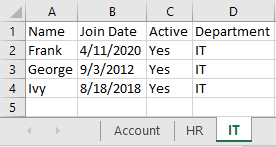 A B C D
1 Name Join Date Active Department
2 Frank 4/11/2020 Yes IT
3 George 9/3/2012 Yes IT
4 Ivy 8/18/2018 Yes IT
5
Account HR IT